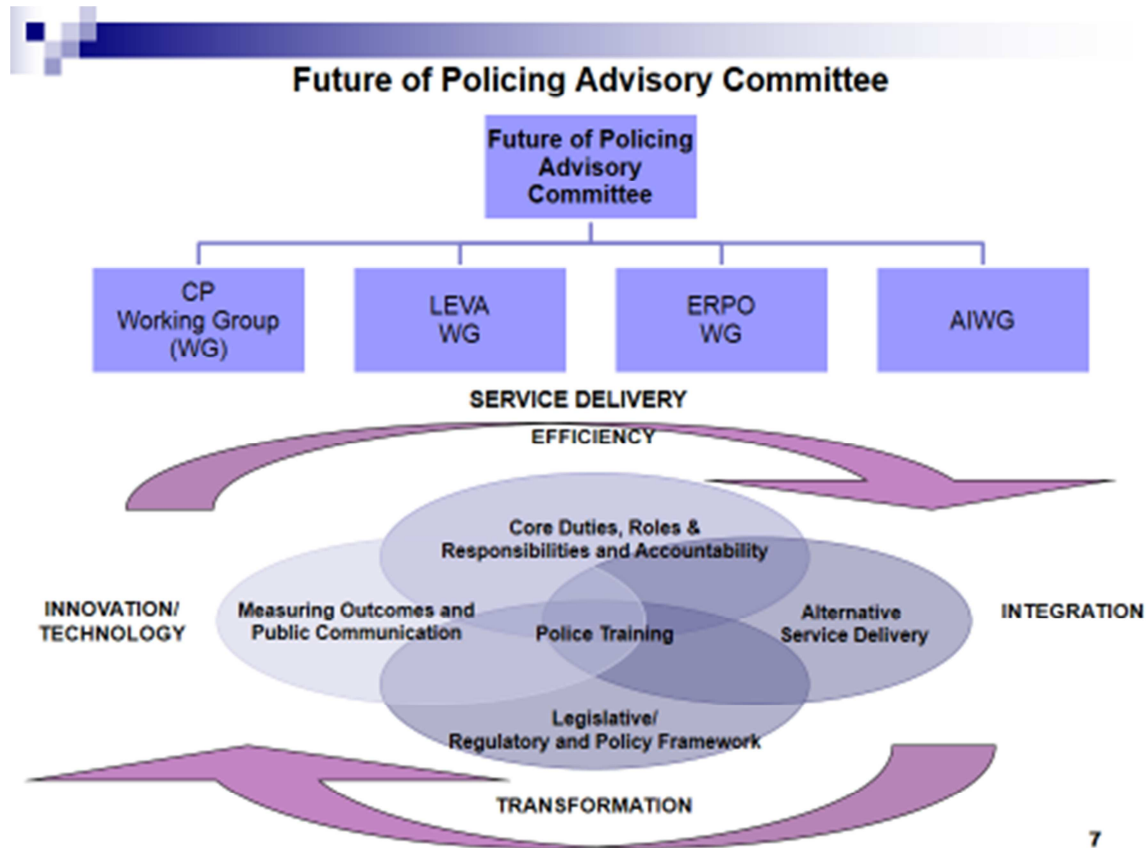 Future of Policing Advisory Committee
Future of Policing
Advisory
Committee
CP
Working Group
(WG)
LEVA
WG
ERPO
WG
AIWG
SERVICE DELIVERY
EFFICIENCY
Core Duties, Roles &
Responsibilities and Accountability
INNOVATION/
TECHNOLOGY
Measuring Outcomes and
Public Communication
Police Training
Alternative
Service Delivery
INTEGRATION
Legislative/
Regulatory and Policy Framework
TRANSFORMATION
7